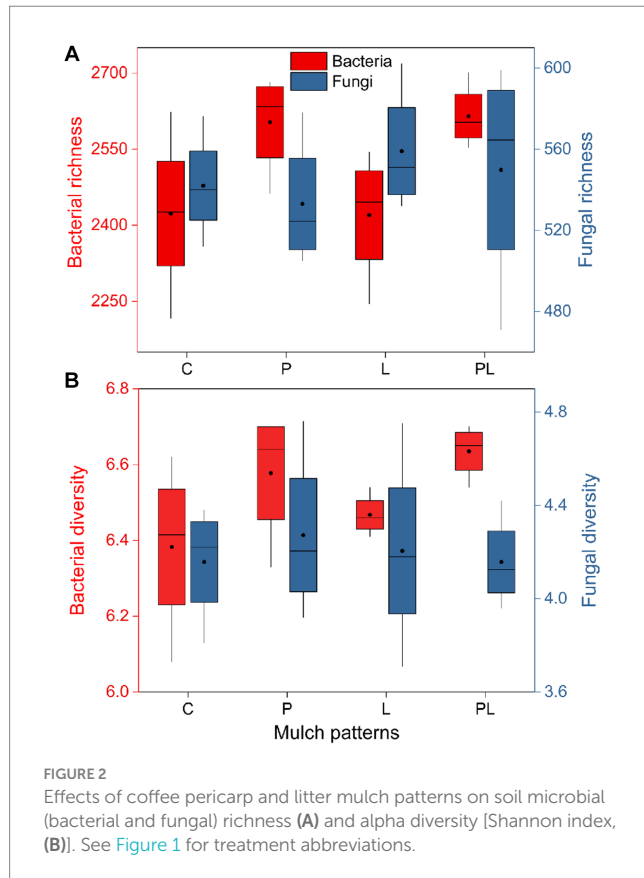 A
Bacteria
Fungi
Bacterial richness
2700
2550
2400
2250
Fungal richness
600
560
520
480
C P L PL
B
Bacterial diversity
6.8
6.6
6.4
6.2
6.0
Fungal diversity
4.8
4.4
4.0
3.6
C P L PL
Mulch patterns
FIGURE 2
Effects of coffee pericarp and litter mulch patterns on soil microbial
(bacterial and fungal) richness (A) and alpha diversity [Shannon index,
(B)]. See Figure 1 for treatment abbreviations.